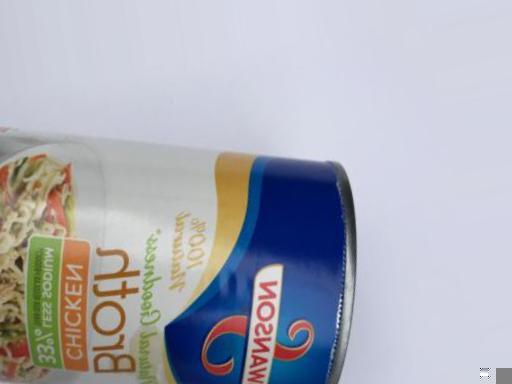 SWANSON
100%
Natural
Goodness
Broth
CHICKEN
33% LESS SODIUM